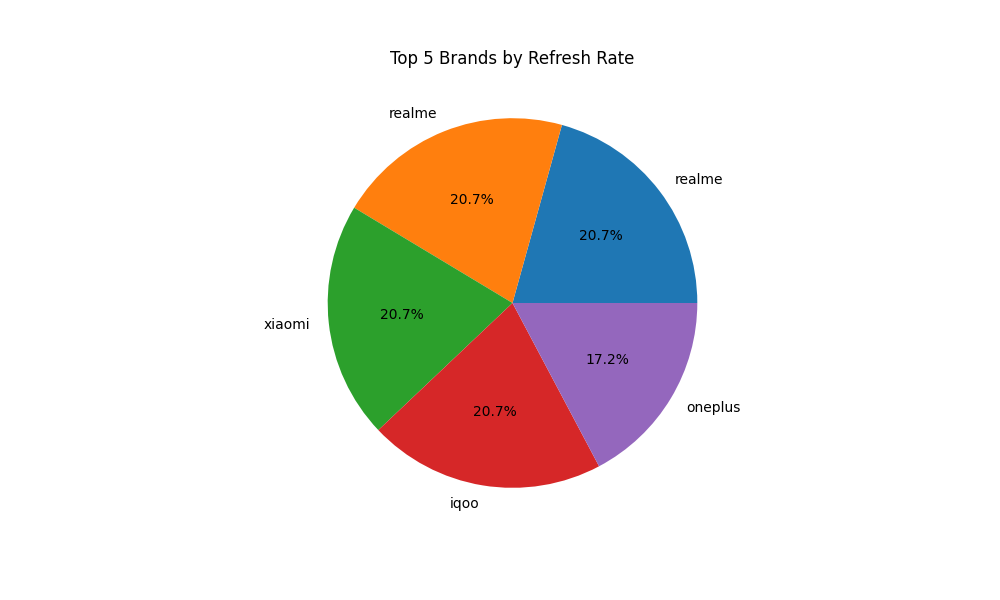 Top 5 Brands by Refresh Rate
realme
realme
20.7%
20.7%
xiaomi
20.7%
17.2%
oneplus
20.7%
iqoo